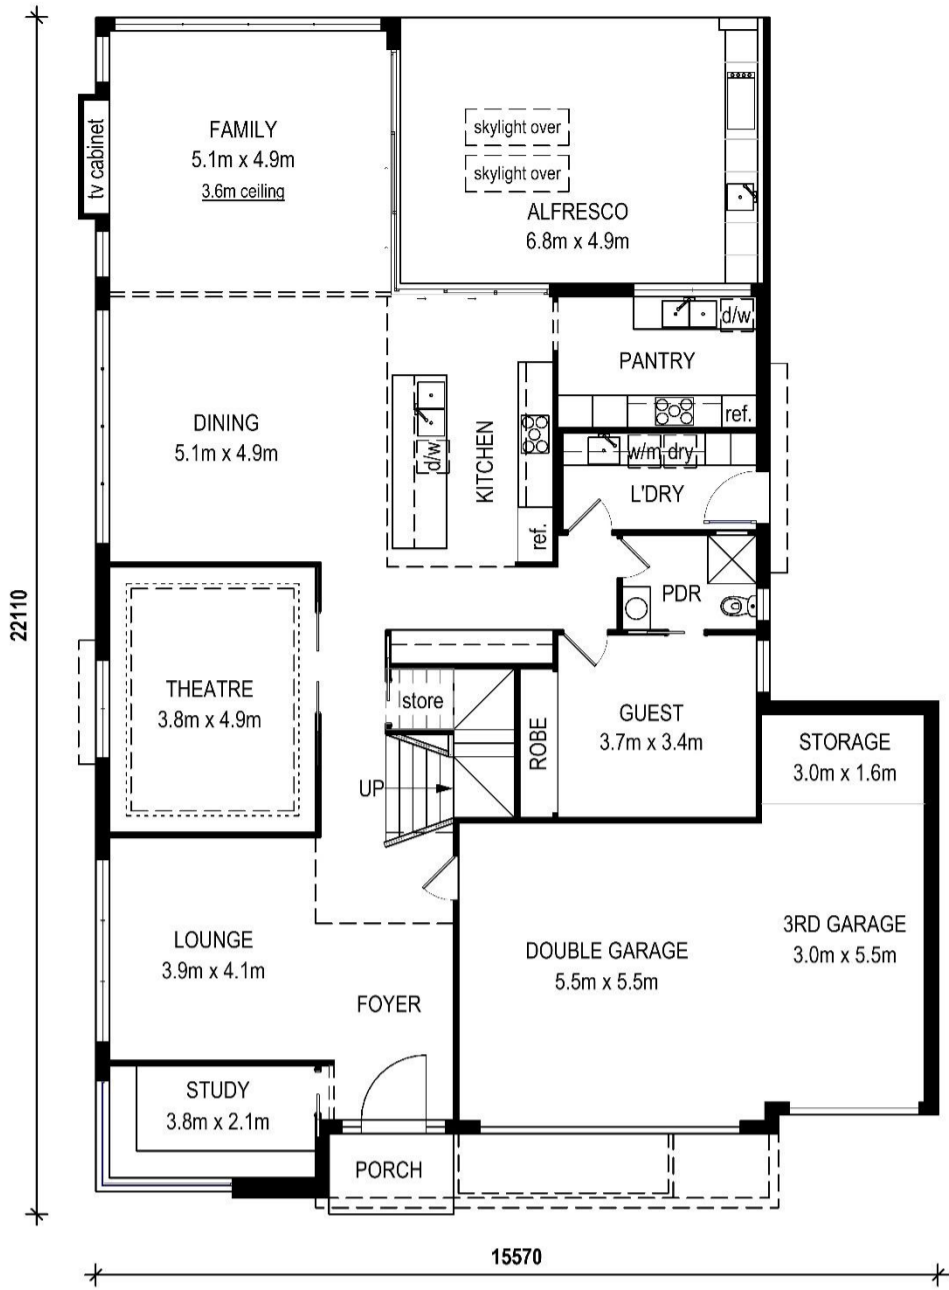 FAMILY
5.1m x 4.9m
3.6m ceiling
tv cabinet
skylight over
skylight over
ALFRESCO
6.8m x 4.9m
d/w
PANTRY
ref.
DINING
5.1m x 4.9m
d/w
KITCHEN
ref.
w/m
dry
L'DRY
PDR
22110
THEATRE
3.8m x 4.9m
store
UP
ROBE
GUEST
3.7m x 3.4m
STORAGE
3.0m x 1.6m
LOUNGE
3.9m x 4.1m
FOYER
DOUBLE GARAGE
5.5m x 5.5m
3RD GARAGE
3.0m x 5.5m
STUDY
3.8m x 2.1m
PORCH
15570